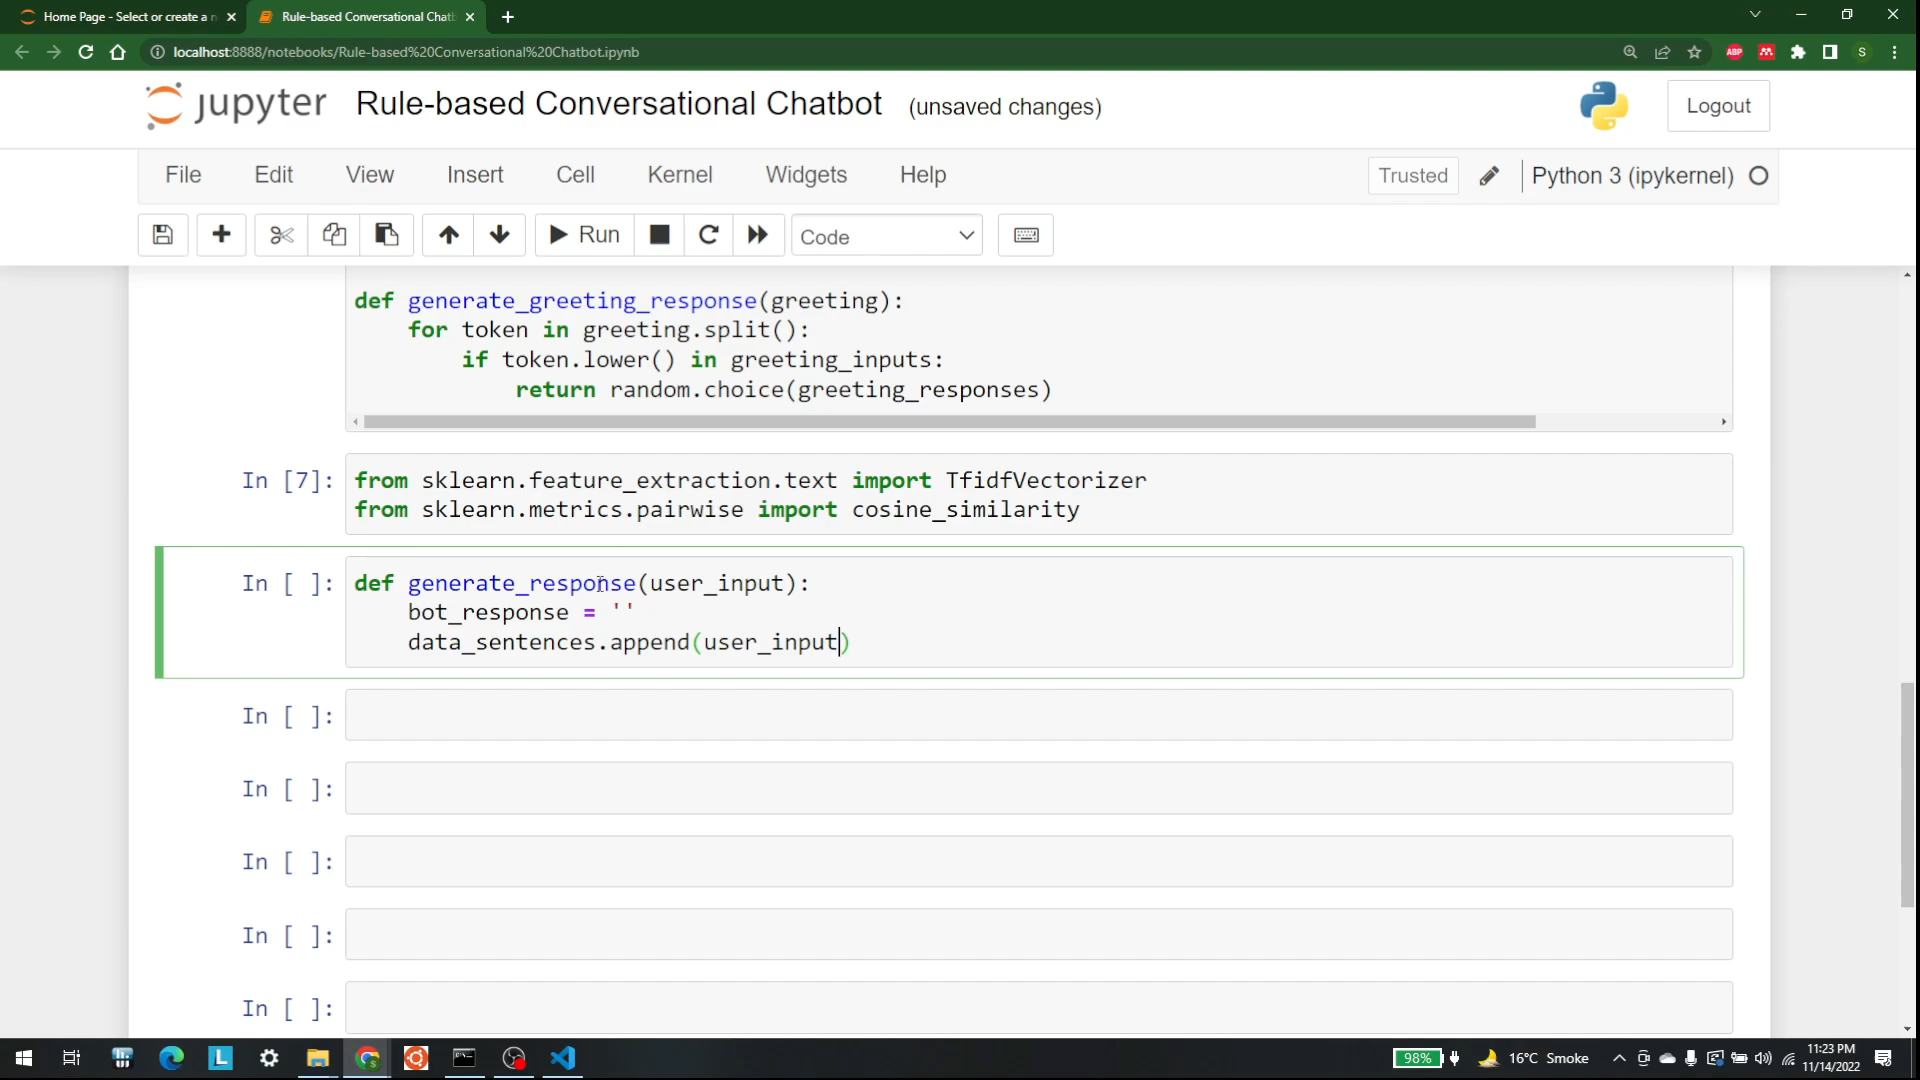 Home Page - Select or create a n
Rule-based Conversational Chatb
localhost:8888/notebooks/Rule-based%20Conversational%20Chatbot.ipynb
ABP
S
jupyter
Rule-based Conversational Chatbot
(unsaved changes)
Logout
File
Edit
View
Insert
Cell
Kernel
Widgets
Help
Trusted
Python 3 (ipykernel)
Run
Code
def generate_greeting_response(greeting):
for token in greeting.split():
if token.lower() in greeting_inputs:
return random.choice(greeting_responses)
In [7]:
from sklearn.feature_extraction.text import TfidfVectorizer
from sklearn.metrics.pairwise import cosine_similarity
In [ ]:
def generate_response(user_input):
bot_response = ''
data_sentences.append(user_input)
In [ ]:
In [ ]:
In [ ]:
In [ ]:
In [ ]:
L
98%
16°C Smoke
11:23 PM
11/14/2022